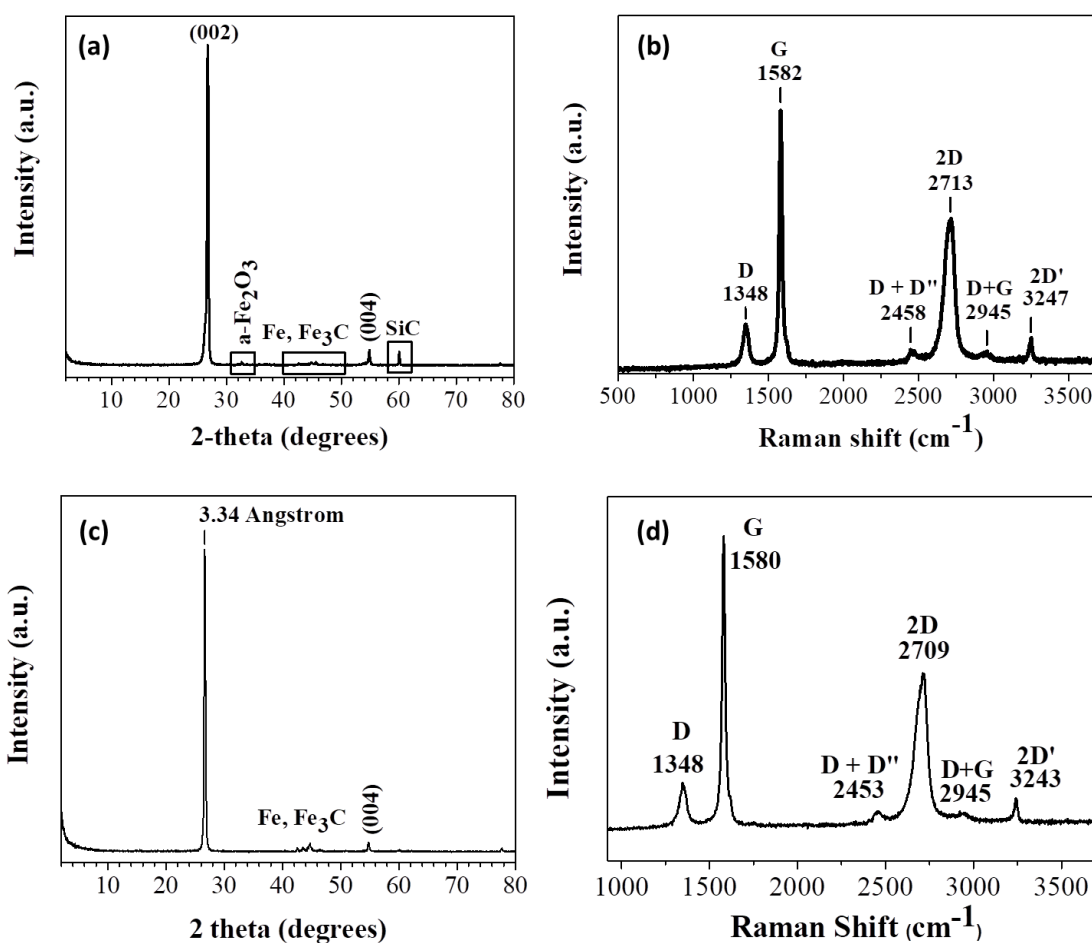 (a)
(002)
Intensity (a.u.)
a-Fe2O3
Fe, Fe3C
(004)
SiC
10 20 30 40 50 60 70 80
2-theta (degrees)
(b)
G
1582
2D
2713
D
1348
D + D"
2458
D+G
2945
2D'
3247
Intensity (a.u.)
500 1000 1500 2000 2500 3000 3500
Raman shift (cm-1)
(c)
3.34 Angstrom
Intensity (a.u.)
Fe, Fe3C
(004)
10 20 30 40 50 60 70 80
2 theta (degrees)
(d)
G
1580
2D
2709
D
1348
D + D"
2453
D+G
2945
2D'
3243
Intensity (a.u.)
1000 1500 2000 2500 3000 3500
Raman Shift (cm-1)